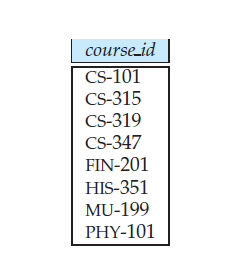 course_id
CS-101
CS-315
CS-319
CS-347
FIN-201
HIS-351
MU-199
PHY-101